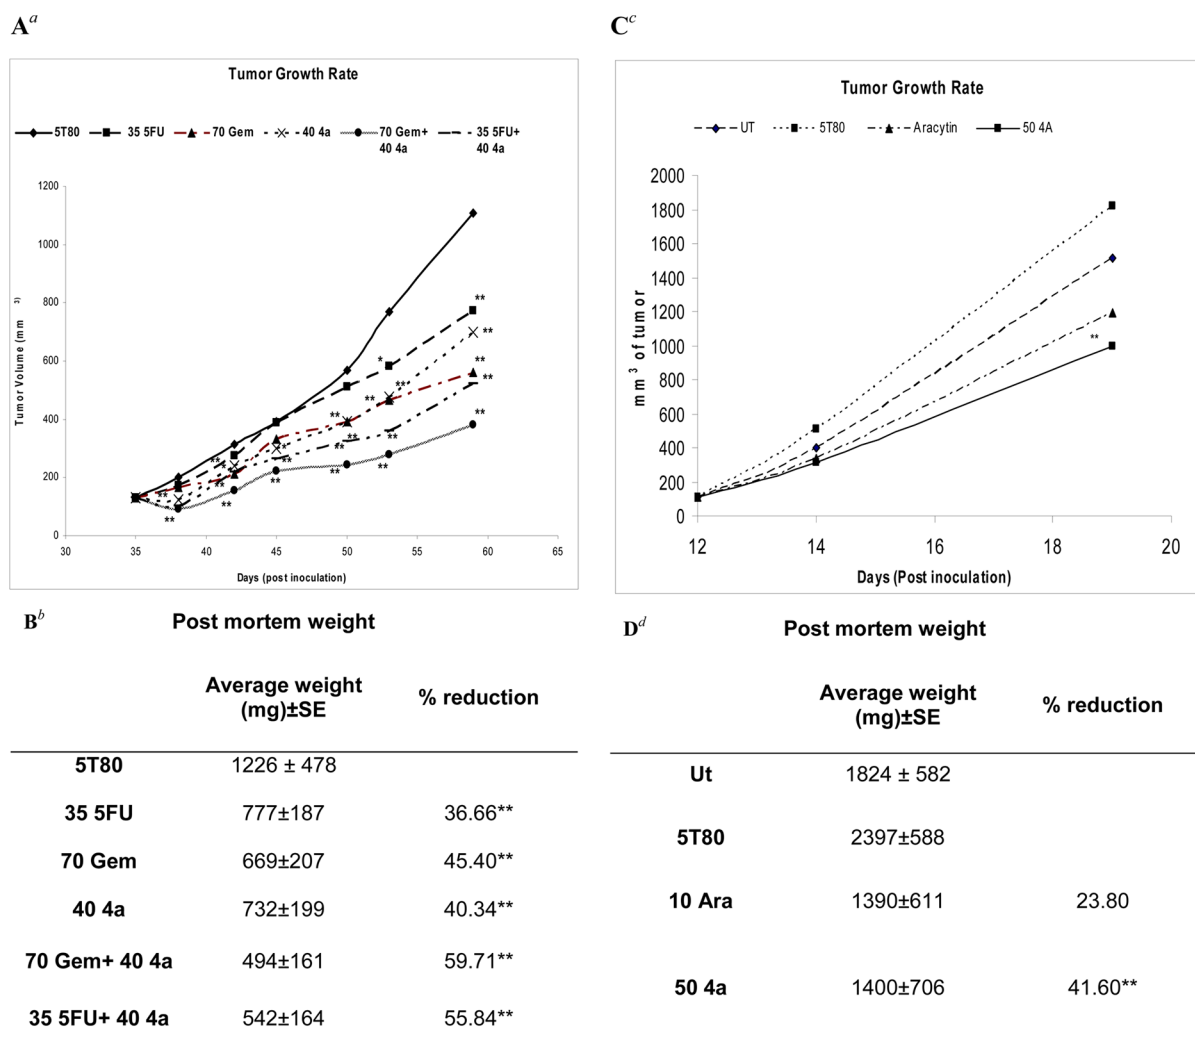 A^a
Tumor Growth Rate
5T80 35 5FU 70 Gem 40 4a 70 Gem+ 35 5FU+
40 4a 40 4a
Tumor Volume (mm 3)
1200
1000
800
600
400
200
0
30 35 40 45 50 55 60 65
Days (post inoculation)
** ** ** ** ** **
* ** **
** ** ** **
** ** ** **
* ** **
** * ** **
** **
C^c
Tumor Growth Rate
UT 5T80 Aracytin 50 4A
mm^3 of tumor
2000
1800
1600
1400
1200
1000
800
600
400
200
0
**
12 14 16 18 20
Days (Post inoculation)
B^b Post mortem weight
Average weight
(mg)±SE % reduction
5T80 1226 ± 478
35 5FU 777±187 36.66**
70 Gem 669±207 45.40**
40 4a 732±199 40.34**
70 Gem+ 40 4a 494±161 59.71**
35 5FU+ 40 4a 542±164 55.84**
D^d Post mortem weight
Average weight
(mg)±SE % reduction
Ut 1824 ± 582
5T80 2397±588
10 Ara 1390±611 23.80
50 4a 1400±706 41.60**